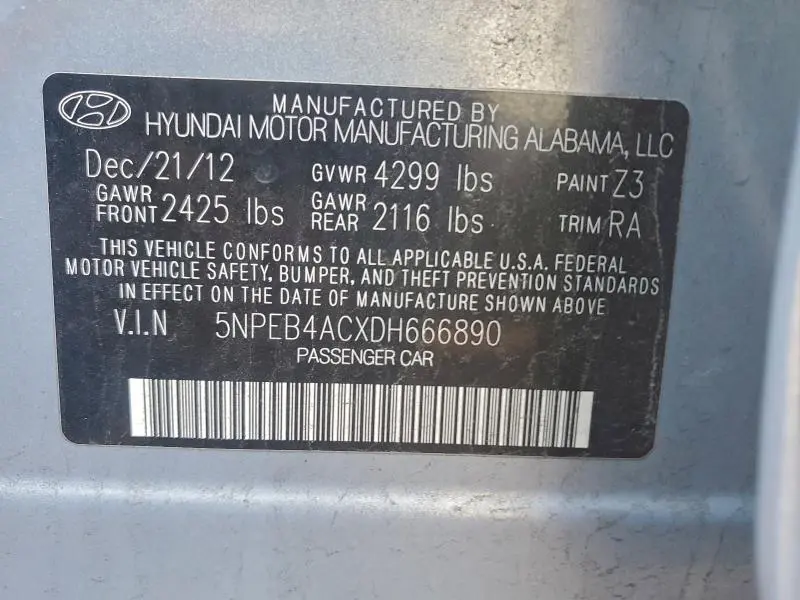 MANUFACTURED BY
HYUNDAI MOTOR MANUFACTURING ALABAMA, LLC
Dec/21/12 GVWR 4299 lbs PAINT Z3
GAWR FRONT 2425 lbs GAWR REAR 2116 lbs TRIM RA
THIS VEHICLE CONFORMS TO ALL APPLICABLE U.S.A. FEDERAL
MOTOR VEHICLE SAFETY, BUMPER, AND THEFT PREVENTION STANDARDS
IN EFFECT ON THE DATE OF MANUFACTURE SHOWN ABOVE
V.I.N 5NPEB4ACXDH666890
PASSENGER CAR